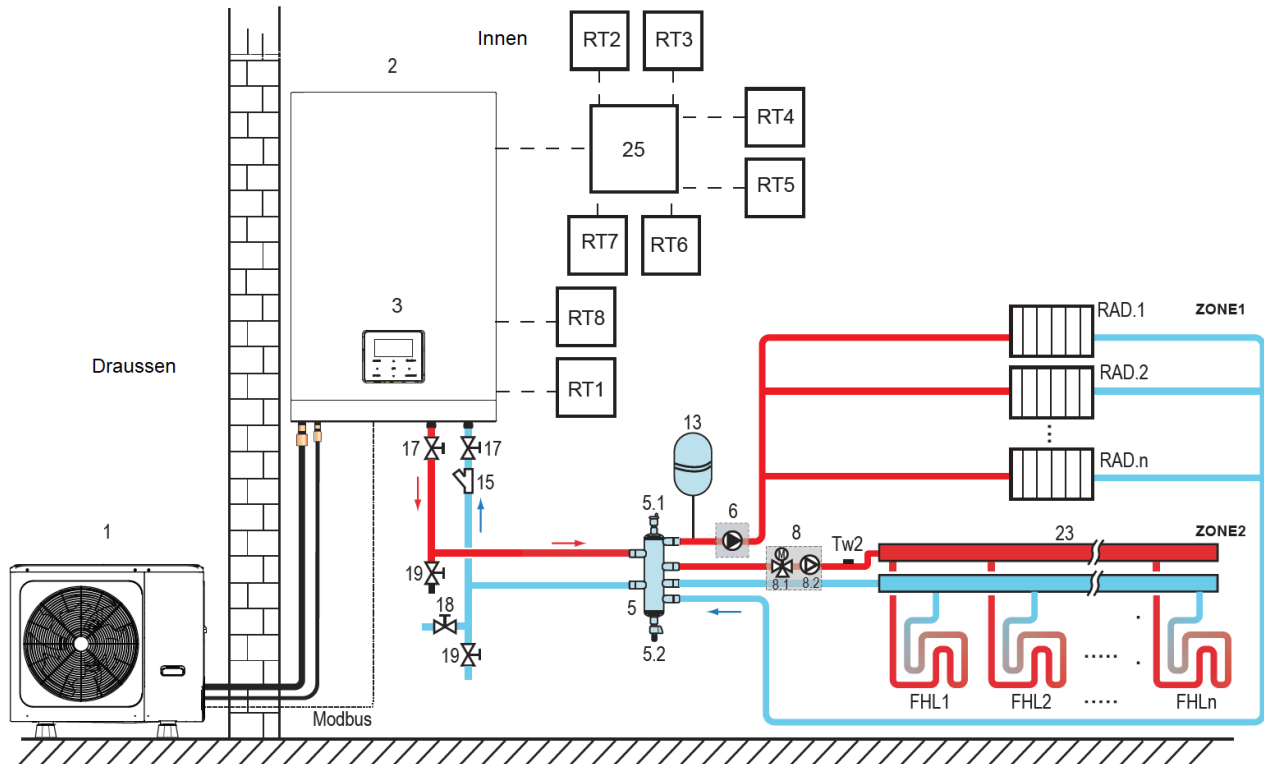 Innen
RT2
RT3
2
RT4
25
RT5
RT7
RT6
3
RT8
RAD.1
ZONE1
Draussen
RT1
RAD.2
13
17
17
RAD.n
15
5.1
6
1
8
Tw2
23
ZONE2
M
19
8.1
8.2
18
5
19
5.2
FHL1
FHL2
FHLn
Modbus